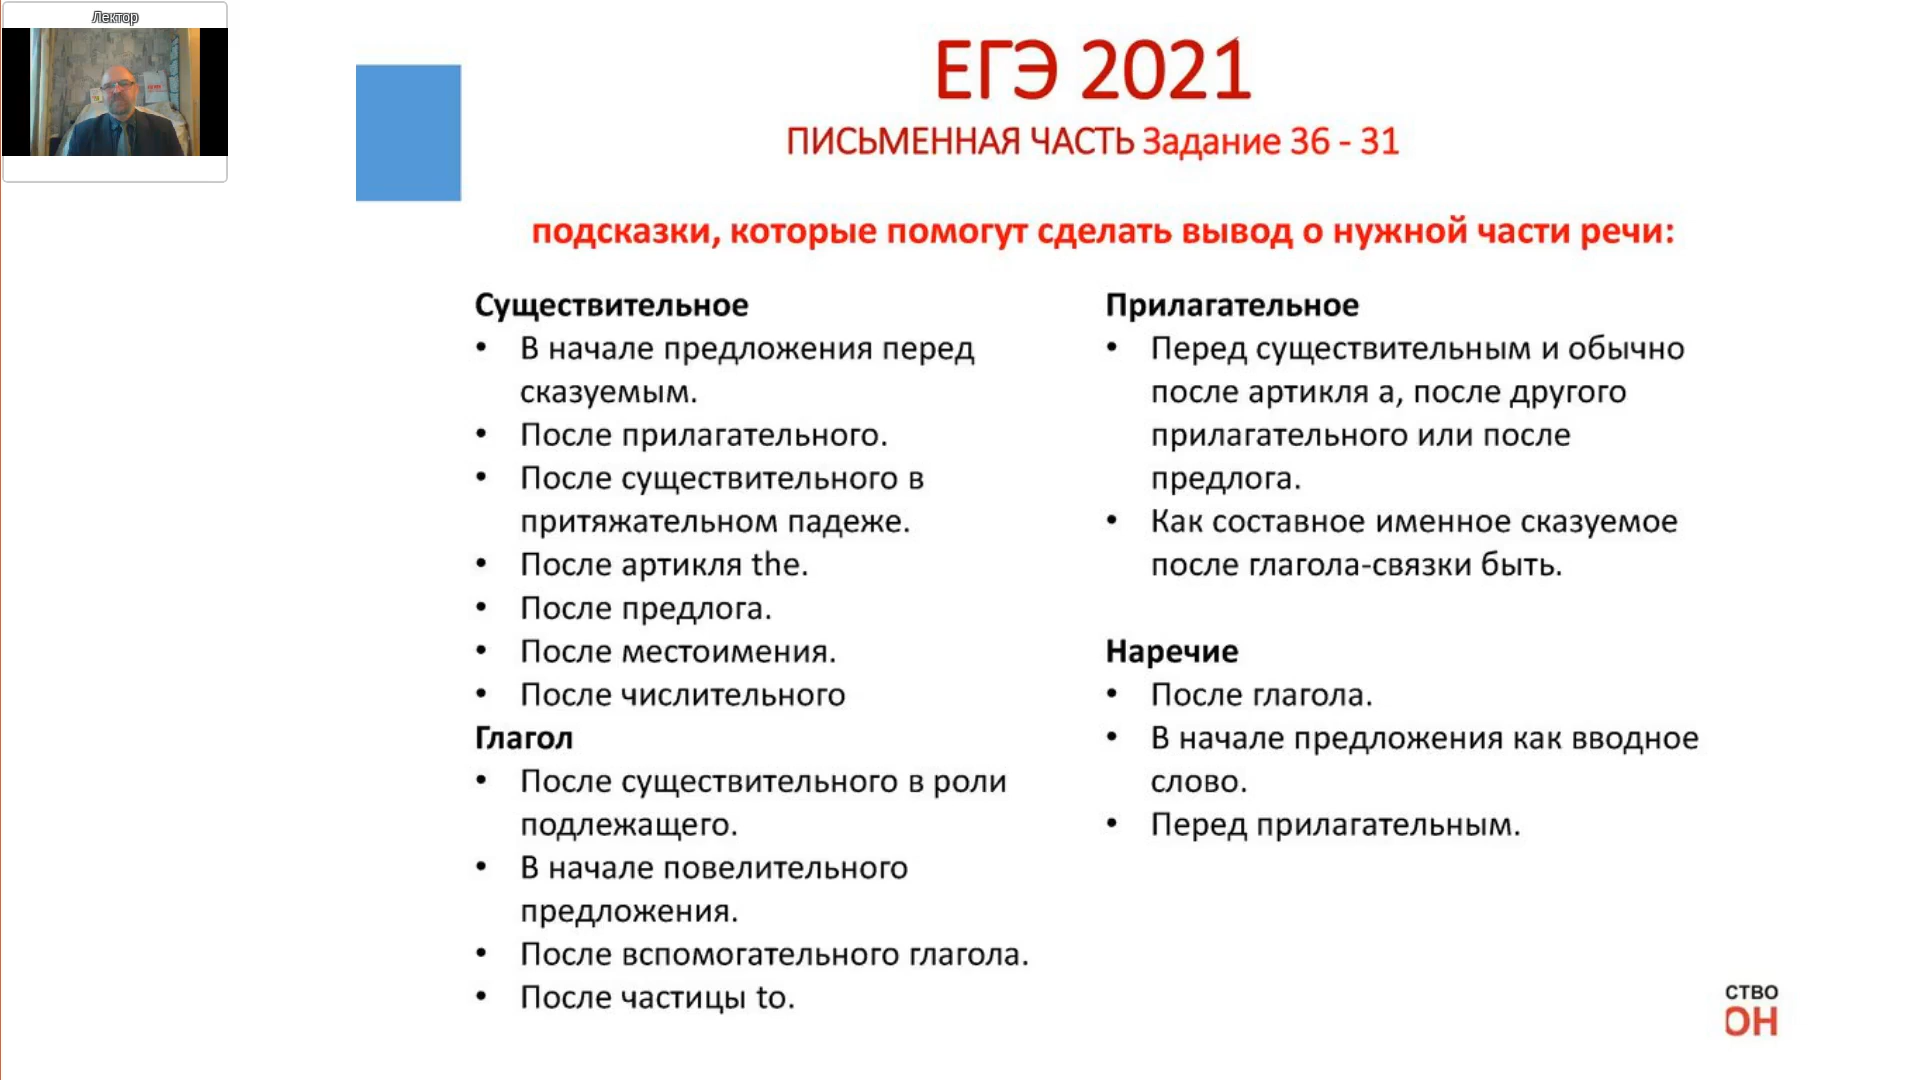 Лектор
ЕГЭ 2021
ПИСЬМЕННАЯ ЧАСТЬ Задание 36 - 31
подсказки, которые помогут сделать вывод о нужной части речи:
Существительное
• В начале предложения перед
сказуемым.
• После прилагательного.
• После существительного в
притяжательном падеже.
• После артикля the.
• После предлога.
• После местоимения.
• После числительного
Глагол
• После существительного в роли
подлежащего.
• В начале повелительного
предложения.
• После вспомогательного глагола.
• После частицы to.
Прилагательное
• Перед существительным и обычно
после артикля а, после другого
прилагательного или после
предлога.
• Как составное именное сказуемое
после глагола-связки быть.
Наречие
• После глагола.
• В начале предложения как вводное
слово.
• Перед прилагательным.
СТВО
ОН